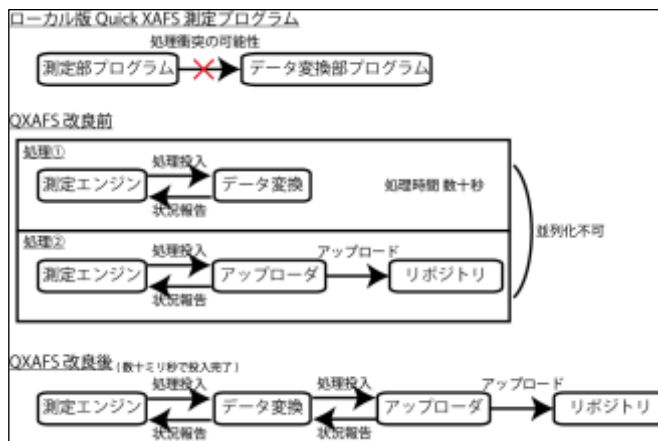 ローカル版 Quick XAFS 測定プログラム
処理衝突の可能性
測定部プログラム
データ変換部プログラム
QXAFS 改良前
処理①
処理投入
測定エンジン
データ変換
処理時間 数十秒
状況報告
並列化不可
処理②
処理投入
アップロード
測定エンジン
アップローダ
リポジトリ
状況報告
QXAFS 改良後 (数十ミリ秒で投入完了)
処理投入
処理投入
アップロード
測定エンジン
データ変換
アップローダ
リポジトリ
状況報告
状況報告